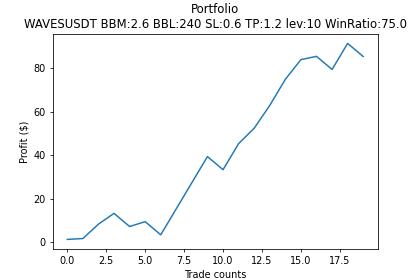 Portfolio
WAVESUSDT BBM:2.6 BBL:240 SL:0.6 TP:1.2 lev:10 WinRatio:75.0
80
60
40
20
0
Profit ($)
0.0 2.5 5.0 7.5 10.0 12.5 15.0 17.5
Trade counts